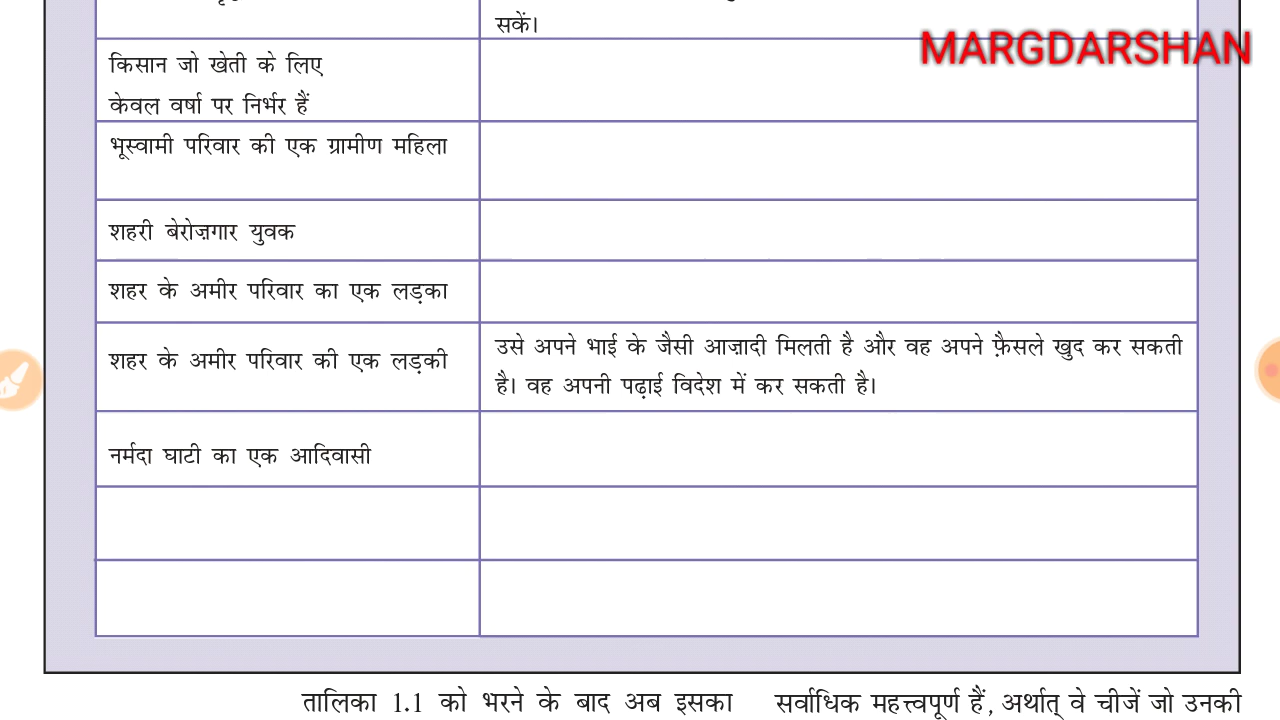 सकें।
MARGDARSHAN
किसान जो खेती के लिए
केवल वर्षा पर निर्भर हैं
भूस्वामी परिवार की एक ग्रामीण महिला
शहरी बेरोज़गार युवक
शहर के अमीर परिवार का एक लड़का
शहर के अमीर परिवार की एक लड़की
उसे अपने भाई के जैसी आज़ादी मिलती है और वह अपने फ़ैसले खुद कर सकती
है। वह अपनी पढ़ाई विदेश में कर सकती है।
नर्मदा घाटी का एक आदिवासी
तालिका 1.1 को भरने के बाद अब इसका
सर्वाधिक महत्त्वपूर्ण हैं, अर्थात् वे चीजें जो उनकी